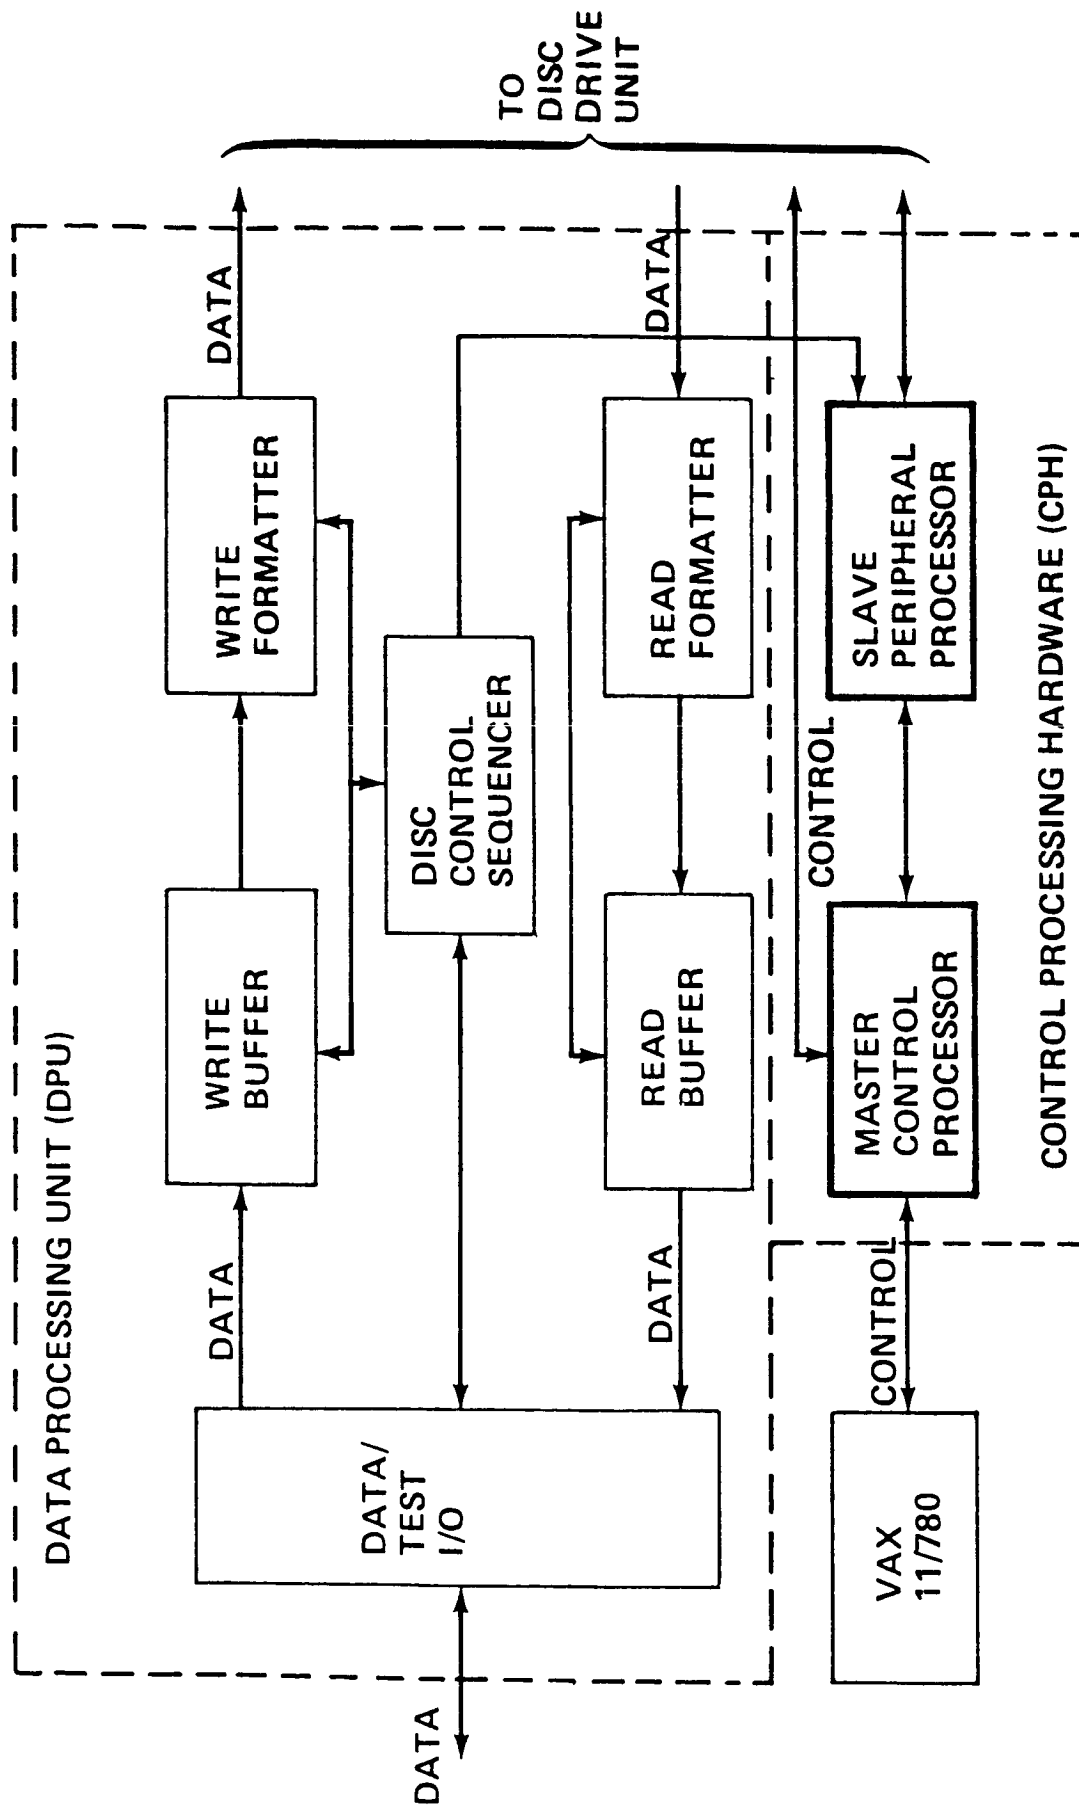 DATA PROCESSING UNIT (DPU)
DATA
DATA/
TEST
I/O
DATA
WRITE
BUFFER
WRITE
FORMATTER
DATA
DISC
CONTROL
SEQUENCER
DATA
READ
BUFFER
READ
FORMATTER
DATA
TO
DISC
DRIVE
UNIT
VAX
11/780
CONTROL
MASTER
CONTROL
PROCESSOR
CONTROL
SLAVE
PERIPHERAL
PROCESSOR
CONTROL PROCESSING HARDWARE (CPH)